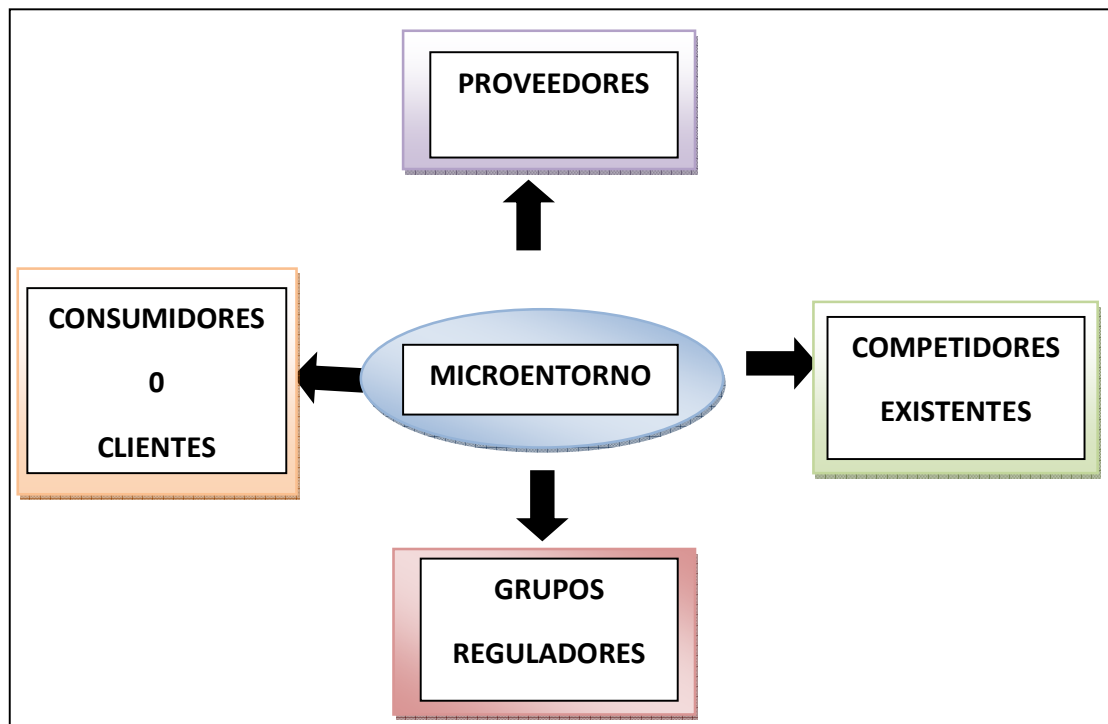 PROVEEDORES
CONSUMIDORES
0
CLIENTES
MICROENTORNO
COMPETIDORES
EXISTENTES
GRUPOS
REGULADORES